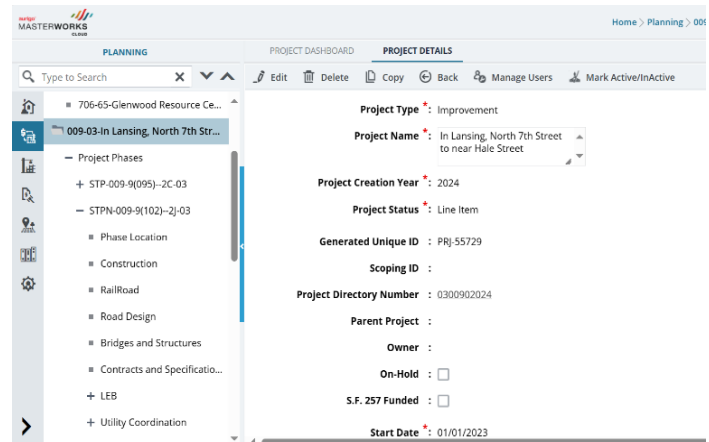 aurigo
MASTERWORKS
CLOUD
Home > Planning > 009
PLANNING
PROJECT DASHBOARD
PROJECT DETAILS
Type to Search
Edit
Delete
Copy
Back
Manage Users
Mark Active/InActive
706-65-Glenwood Resource Ce...
009-03-In Lansing, North 7th Str...
Project Phases
STP-009-9(095)--2C-03
STPN-009-9(102)--2J-03
Phase Location
Construction
RailRoad
Road Design
Bridges and Structures
Contracts and Specificatio...
LEB
Utility Coordination
Project Type *: Improvement
Project Name *: In Lansing, North 7th Street
to near Hale Street
Project Creation Year *: 2024
Project Status *: Line Item
Generated Unique ID : PRJ-55729
Scoping ID :
Project Directory Number : 0300902024
Parent Project :
Owner :
On-Hold :
S.F. 257 Funded :
Start Date *: 01/01/2023